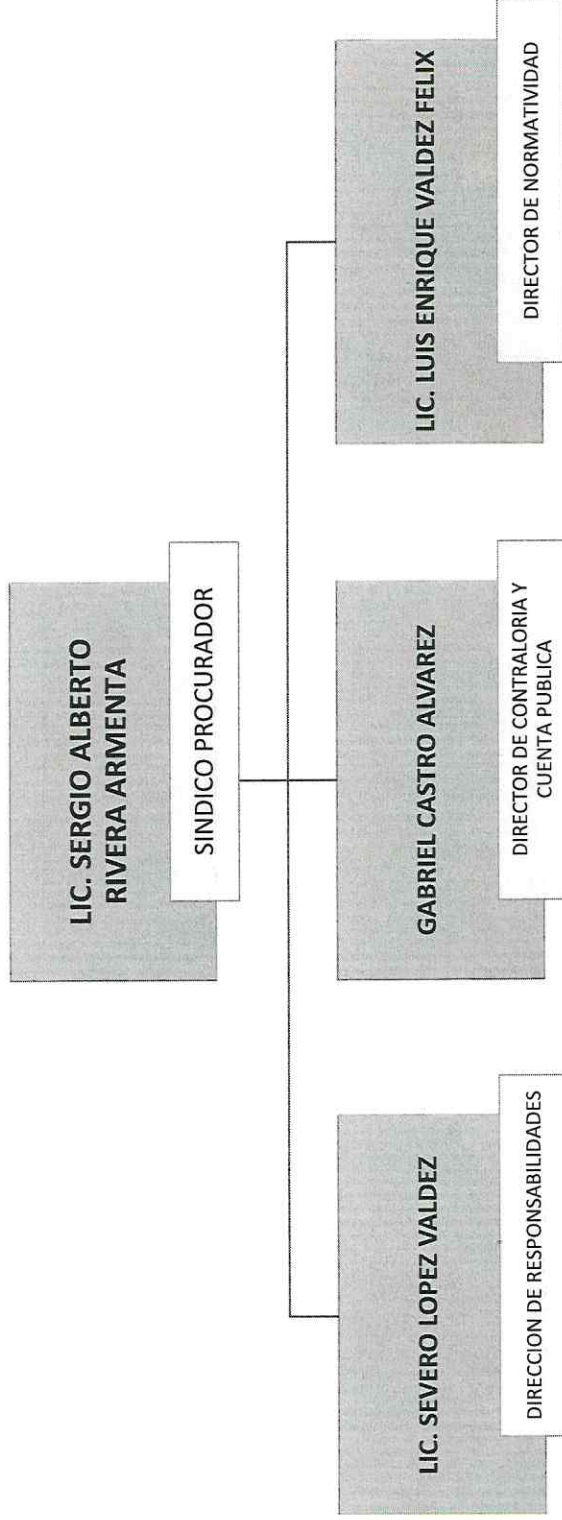 LIC. SERGIO ALBERTO
RIVERA ARMENTA
SINDICO PROCURADOR
LIC. SEVERO LOPEZ VALDEZ
DIRECCION DE RESPONSABILIDADES
GABRIEL CASTRO ALVAREZ
DIRECTOR DE CONTRALORIA Y
CUENTA PUBLICA
LIC. LUIS ENRIQUE VALDEZ FELIX
DIRECTOR DE NORMATIVIDAD